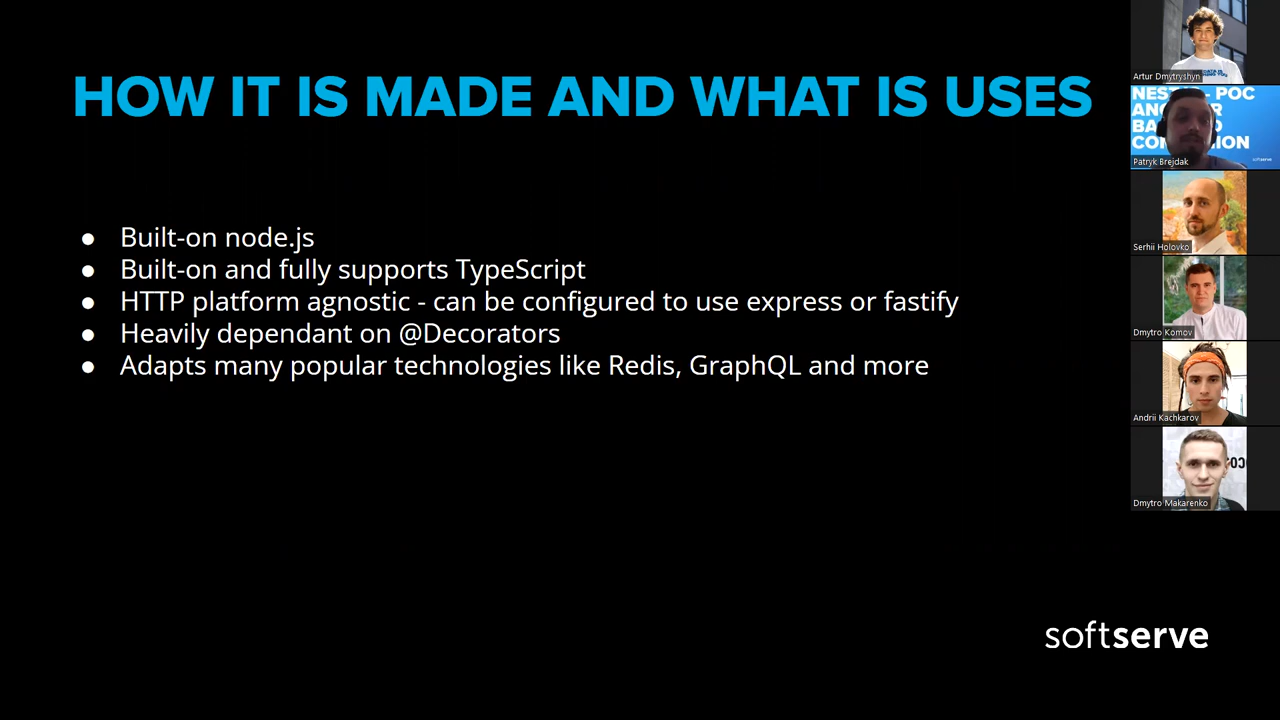 HOW IT IS MADE AND WHAT IS USES
● Built-on node.js
● Built-on and fully supports TypeScript
● HTTP platform agnostic - can be configured to use express or fastify
● Heavily dependant on @Decorators
● Adapts many popular technologies like Redis, GraphQL and more
softserve
Artur Dmytryshyn
POC
softserve
Patryk Brejdak
Serhii Holovko
Dmytro Komov
Andrii Kachkarov
Dmytro Makarenko